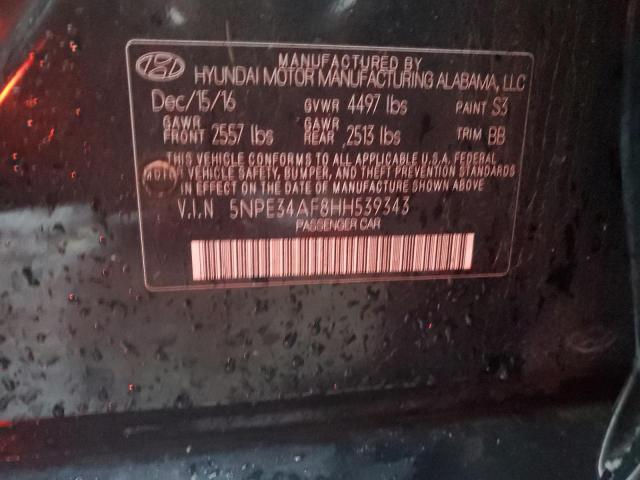 MANUFACTURED BY
HYUNDAI MOTOR MANUFACTURING ALABAMA, LLC
Dec/15/16 GVWR 4497 lbs PAINT S3
GAWR FRONT 2557 lbs GAWR REAR 2513 lbs TRIM BB
THIS VEHICLE CONFORMS TO ALL APPLICABLE U.S.A. FEDERAL
MOTOR VEHICLE SAFETY, BUMPER, AND THEFT PREVENTION STANDARDS
IN EFFECT ON THE DATE OF MANUFACTURE SHOWN ABOVE
V.I.N 5NPE34AF8HH539343
PASSENGER CAR